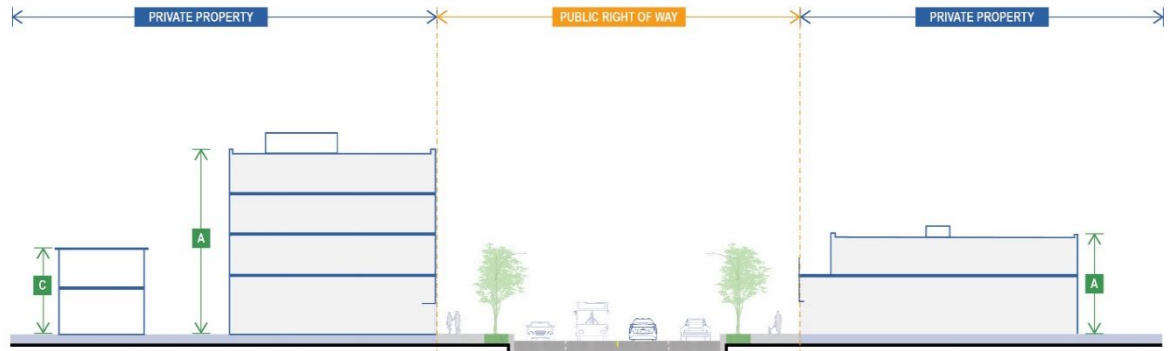 PRIVATE PROPERTY
PUBLIC RIGHT OF WAY
PRIVATE PROPERTY
A
C
A